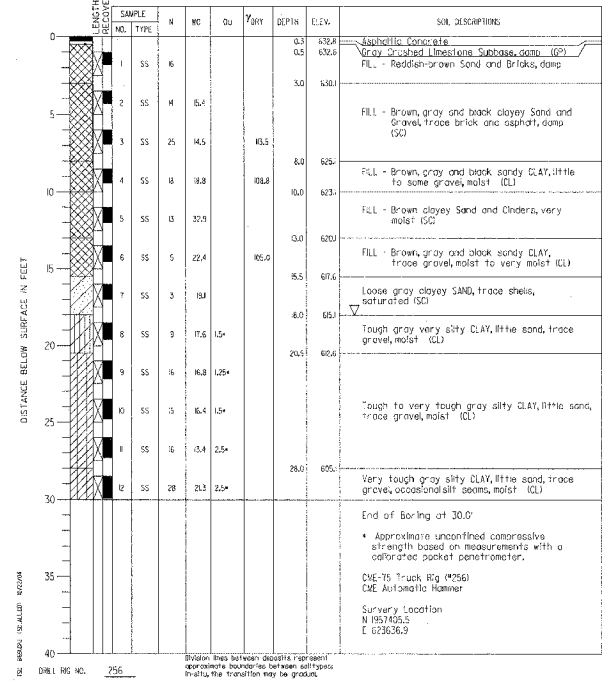 LENGTH
RECOVE
SAMPLE
NO. TYPE
N WC Qu γDRY DEPTH ELEV. SOIL DESCRIPTIONS
0
0.3 632.8 Asphaltic Concrete
0.5 632.6 Gray Crushed Limestone Subbase, damp (GP)
1 SS 16 FILL - Reddish-brown Sand and Bricks, damp
3.0 630.1
2 SS 14 15.4
FILL - Brown, gray and black clayey Sand and
Gravel, trace brick and asphalt, damp
(SC)
5
3 SS 25 14.5 113.5
8.0 625.
4 SS 18 18.8 108.8
FILL - Brown, gray and black sandy CLAY, little
to some gravel, moist (CL)
10
10.0 623.
5 SS 13 32.9
FILL - Brown clayey Sand and Cinders, very
moist (SC)
13.0 620.1
6 SS 5 22.4 105.0
FILL - Brown, gray and black sandy CLAY,
trace gravel, moist to very moist (CL)
15
15.5 617.6
7 SS 3 19.1
Loose gray clayey SAND, trace shells,
saturated (SC)
18.0 615.1
8 SS 9 17.6 1.5*
Tough gray very silty CLAY, little sand, trace
gravel, moist (CL)
20
20.5 612.6
9 SS 16 16.8 1.25*
10 SS 15 16.4 1.5*
Tough to very tough gray silty CLAY, little sand,
trace gravel, moist (CL)
25
11 SS 16 13.4 2.5*
28.0 605.
12 SS 28 21.3 2.5*
Very tough gray silty CLAY, little sand, trace
gravel, occasional silt seams, moist (CL)
30
End of Boring at 30.0'
* Approximate unconfined compressive
strength based on measurements with a
calibrated pocket penetrometer.
35
CME-75 Truck Rig (#256)
CME Automatic Hammer
Survery Location
N 1957405.5
E 623636.9
40
DISTANCE BELOW SURFACE IN FEET
DRILL RIG NO. 256
Division lines between deposits represent
approximate boundaries between soil types;
in-situ, the transition may be gradual.